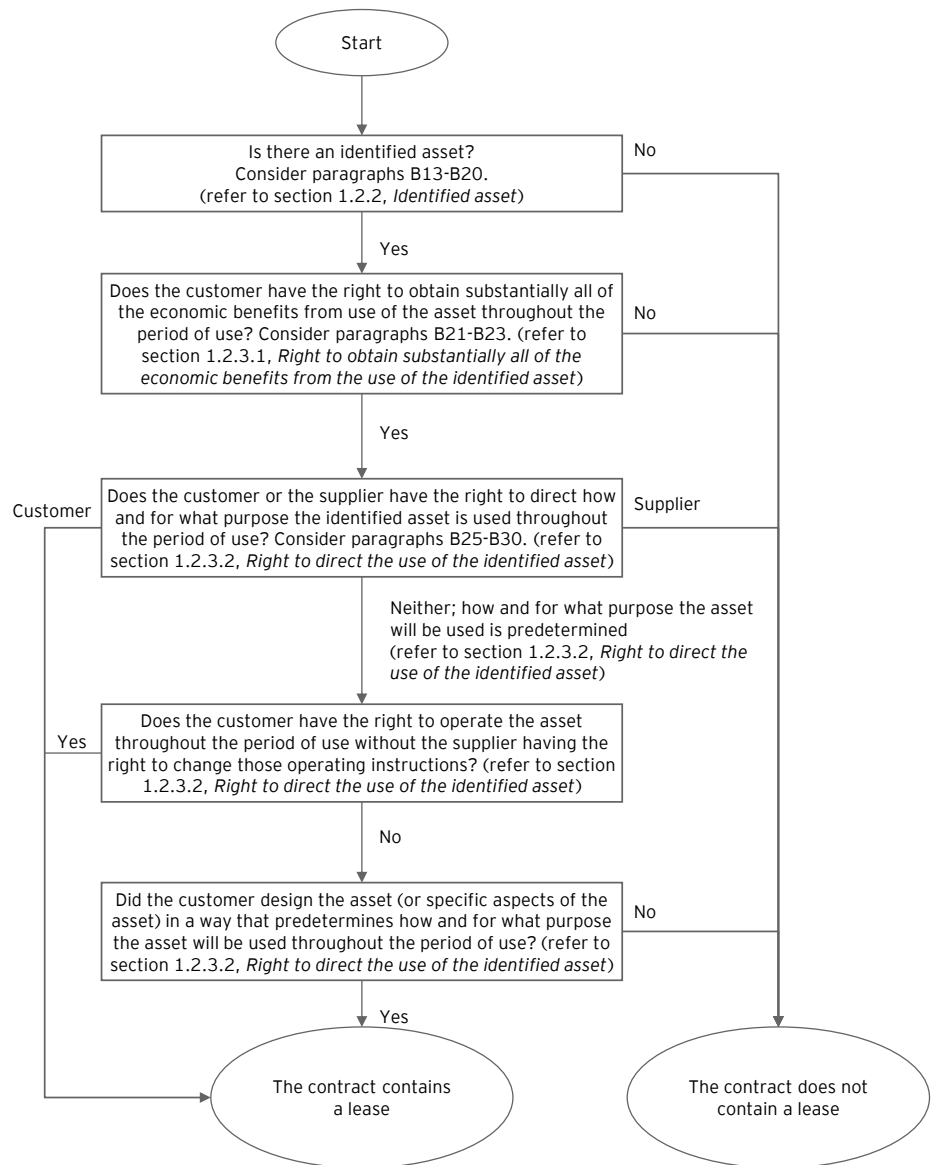 Start
Is there an identified asset?
Consider paragraphs B13-B20.
(refer to section 1.2.2, Identified asset)
No
Yes
Does the customer have the right to obtain substantially all of
the economic benefits from use of the asset throughout the
period of use? Consider paragraphs B21-B23. (refer to
section 1.2.3.1, Right to obtain substantially all of the
economic benefits from the use of the identified asset)
No
Yes
Customer
Does the customer or the supplier have the right to direct how
and for what purpose the identified asset is used throughout
the period of use? Consider paragraphs B25-B30. (refer to
section 1.2.3.2, Right to direct the use of the identified asset)
Supplier
Neither; how and for what purpose the asset
will be used is predetermined
(refer to section 1.2.3.2, Right to direct the
use of the identified asset)
Yes
Does the customer have the right to operate the asset
throughout the period of use without the supplier having the
right to change those operating instructions? (refer to section
1.2.3.2, Right to direct the use of the identified asset)
No
Did the customer design the asset (or specific aspects of the
asset) in a way that predetermines how and for what purpose
the asset will be used throughout the period of use? (refer to
section 1.2.3.2, Right to direct the use of the identified asset)
No
Yes
The contract contains
a lease
The contract does not
contain a lease